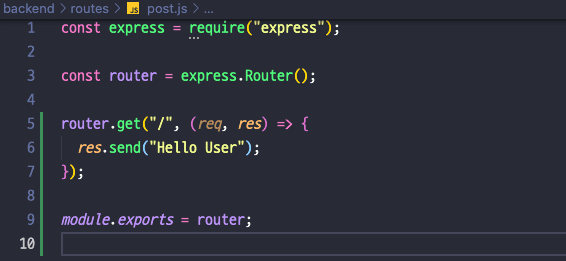 backend > routes > JS post.js > ...
1 const express = require("express");
2
3 const router = express.Router();
4
5 router.get("/", (req, res) => {
6 res.send("Hello User");
7 });
8
9 module.exports = router;
10